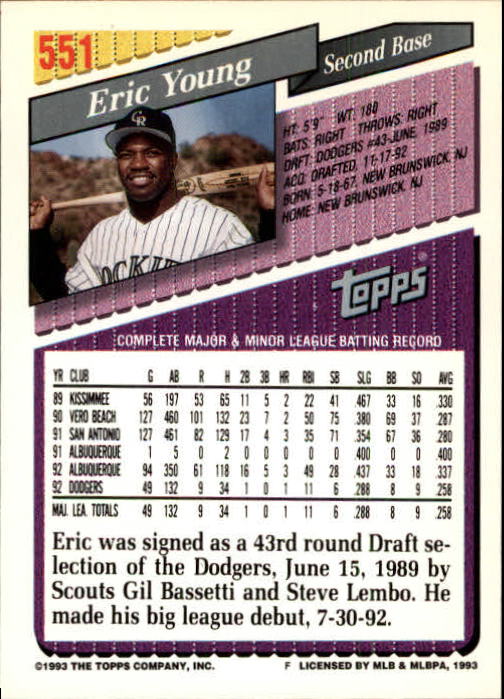 551
Eric Young
Second Base
HT: 5'9" WT: 180
BATS: RIGHT THROWS: RIGHT
DRFT: DODGERS #43-JUNE, 1989
ACQ: DRAFTED, 11-17-92
BORN: 5-18-67, NEW BRUNSWICK, NJ
HOME: NEW BRUNSWICK, NJ
CR
OCKI
TOPPS®
COMPLETE MAJOR & MINOR LEAGUE BATTING RECORD
YR CLUB G AB R H 2B 3B HR RBI SB SLG BB SO AVG
89 KISSIMMEE 56 197 53 65 11 5 2 22 41 .467 33 16 .330
90 VERO BEACH 127 460 101 132 23 7 2 50 75 .380 69 37 .287
91 SAN ANTONIO 127 461 82 129 17 4 3 35 71 .354 67 36 .280
91 ALBUQUERQUE 1 5 0 2 0 0 0 0 0 .400 0 0 .400
92 ALBUQUERQUE 94 350 61 118 16 5 3 49 28 .437 33 18 .337
92 DODGERS 49 132 9 34 1 0 1 11 6 .288 8 9 .258
MAJ. LEA. TOTALS 49 132 9 34 1 0 1 11 6 .288 8 9 .258
Eric was signed as a 43rd round Draft se-
lection of the Dodgers, June 15, 1989 by
Scouts Gil Bassetti and Steve Lembo. He
made his big league debut, 7-30-92.
©1993 THE TOPPS COMPANY, INC. F LICENSED BY MLB & MLBPA, 1993